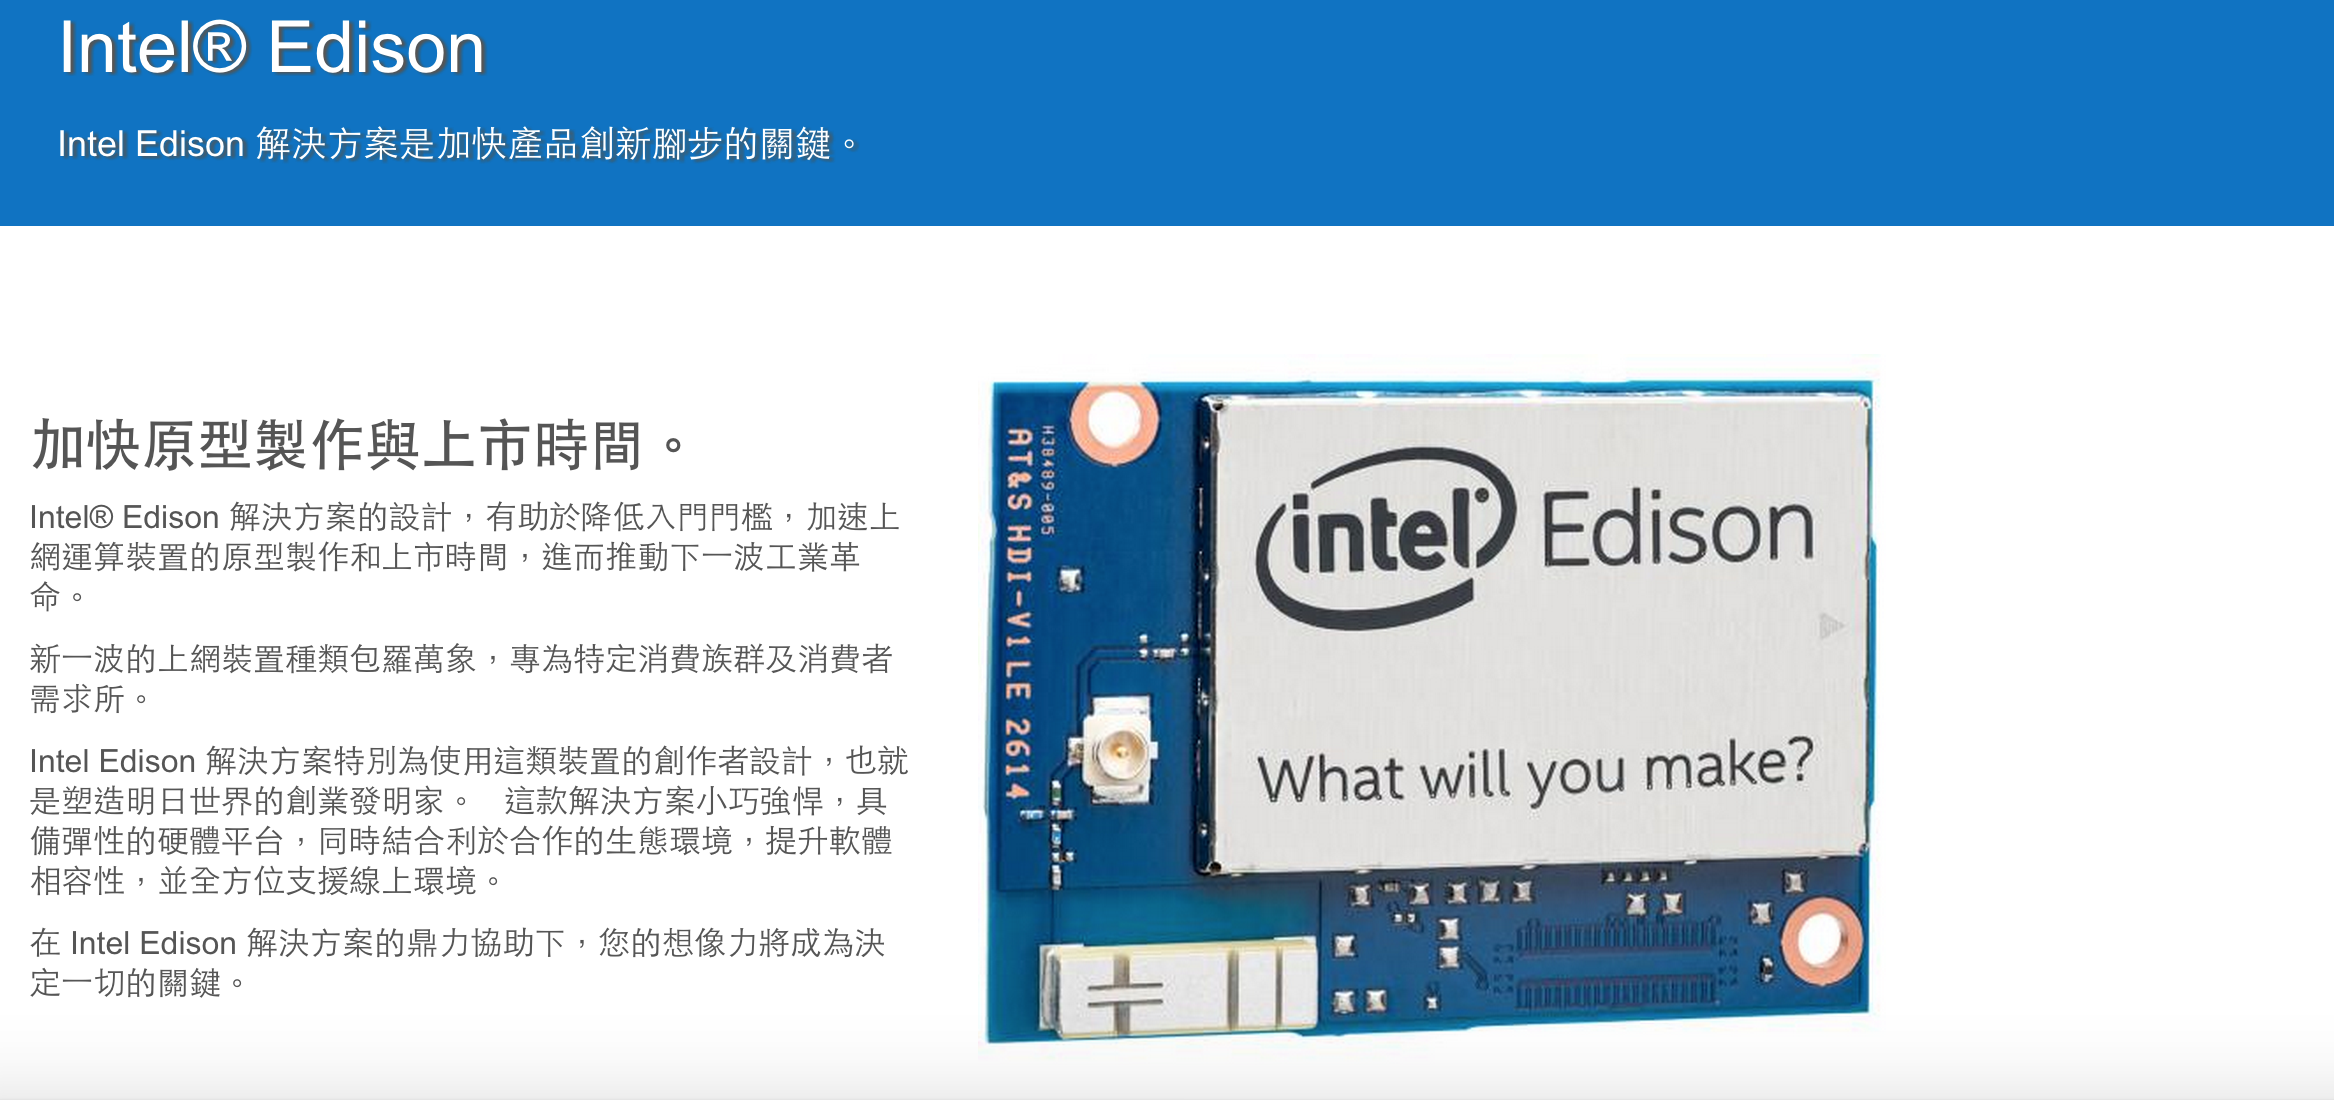 Intel® Edison
Intel Edison 解決方案是加快產品創新腳步的關鍵。
加快原型製作與上市時間。
Intel® Edison 解決方案的設計，有助於降低入門門檻，加速上
網運算裝置的原型製作和上市時間，進而推動下一波工業革
命。
新一波的上網裝置種類包羅萬象，專為特定消費族群及消費者
需求所。
Intel Edison 解決方案特別為使用這類裝置的創作者設計，也就
是塑造明日世界的創業發明家。 這款解決方案小巧強悍，具
備彈性的硬體平台，同時結合利於合作的生態環境，提升軟體
相容性，並全方位支援線上環境。
在 Intel Edison 解決方案的鼎力協助下，您的想像力將成為決
定一切的關鍵。
H38489-005
AT&S HDI-V1LE 2614
intel Edison
What will you make?